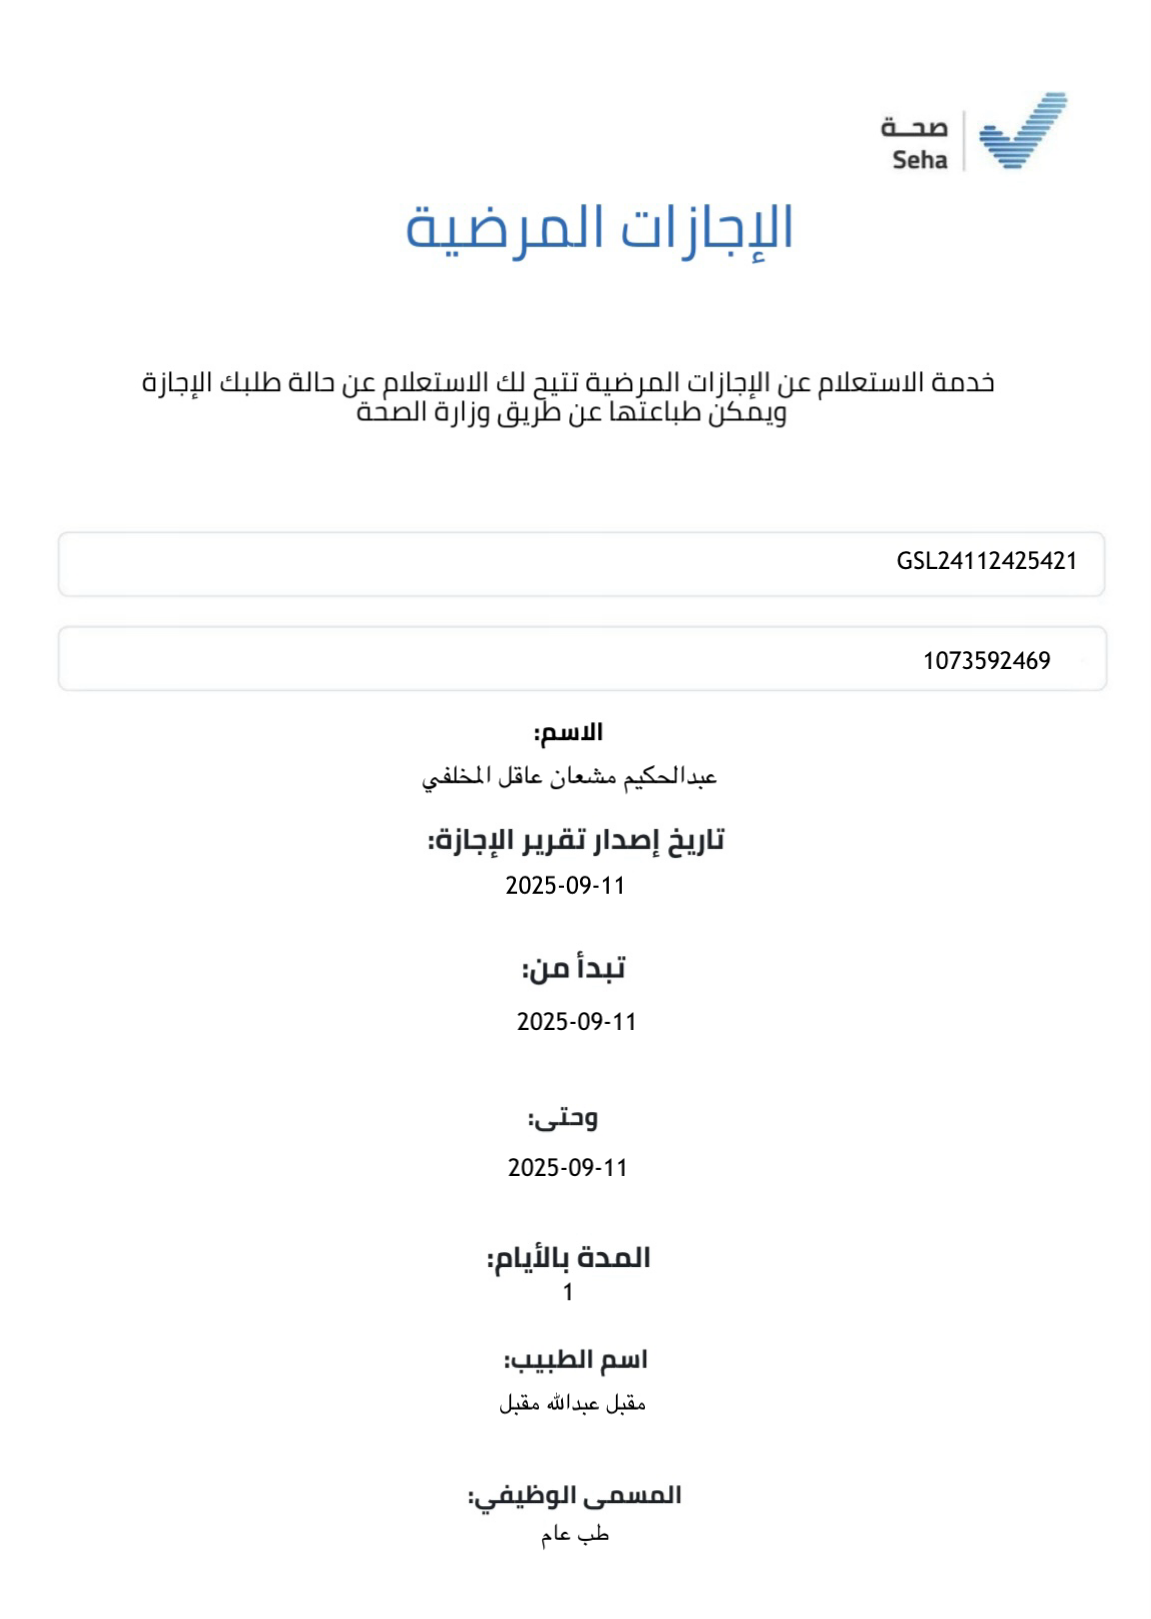 صحة
Seha
الإجازات المرضية
خدمة الاستعلام عن الإجازات المرضية تتيح لك الاستعلام عن حالة طلبك الإجازة
ويمكن طباعتها عن طريق وزارة الصحة
GSL24112425421
1073592469
الاسم:
عبدالحكيم مشعان عاقل المخلفي
تاريخ إصدار تقرير الإجازة:
2025-09-11
تبدأ من:
2025-09-11
وحتى:
2025-09-11
المدة بالأيام:
1
اسم الطبيب:
مقبل عبدالله مقبل
المسمى الوظيفي:
طب عام